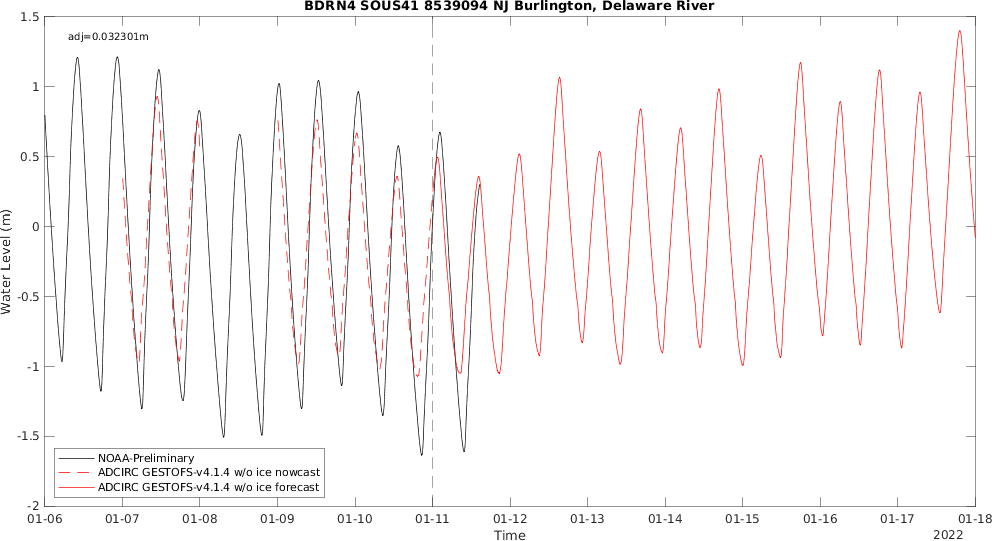 BDRN4 SOUS41 8539094 NJ Burlington, Delaware River
adj=0.032301m
1.5
1
0.5
0
-0.5
-1
-1.5
-2
Water Level (m)
NOAA-Preliminary
ADCIRC GESTOFS-v4.1.4 w/o ice nowcast
ADCIRC GESTOFS-v4.1.4 w/o ice forecast
01-06 01-07 01-08 01-09 01-10 01-11 01-12 01-13 01-14 01-15 01-16 01-17 01-18
Time
2022